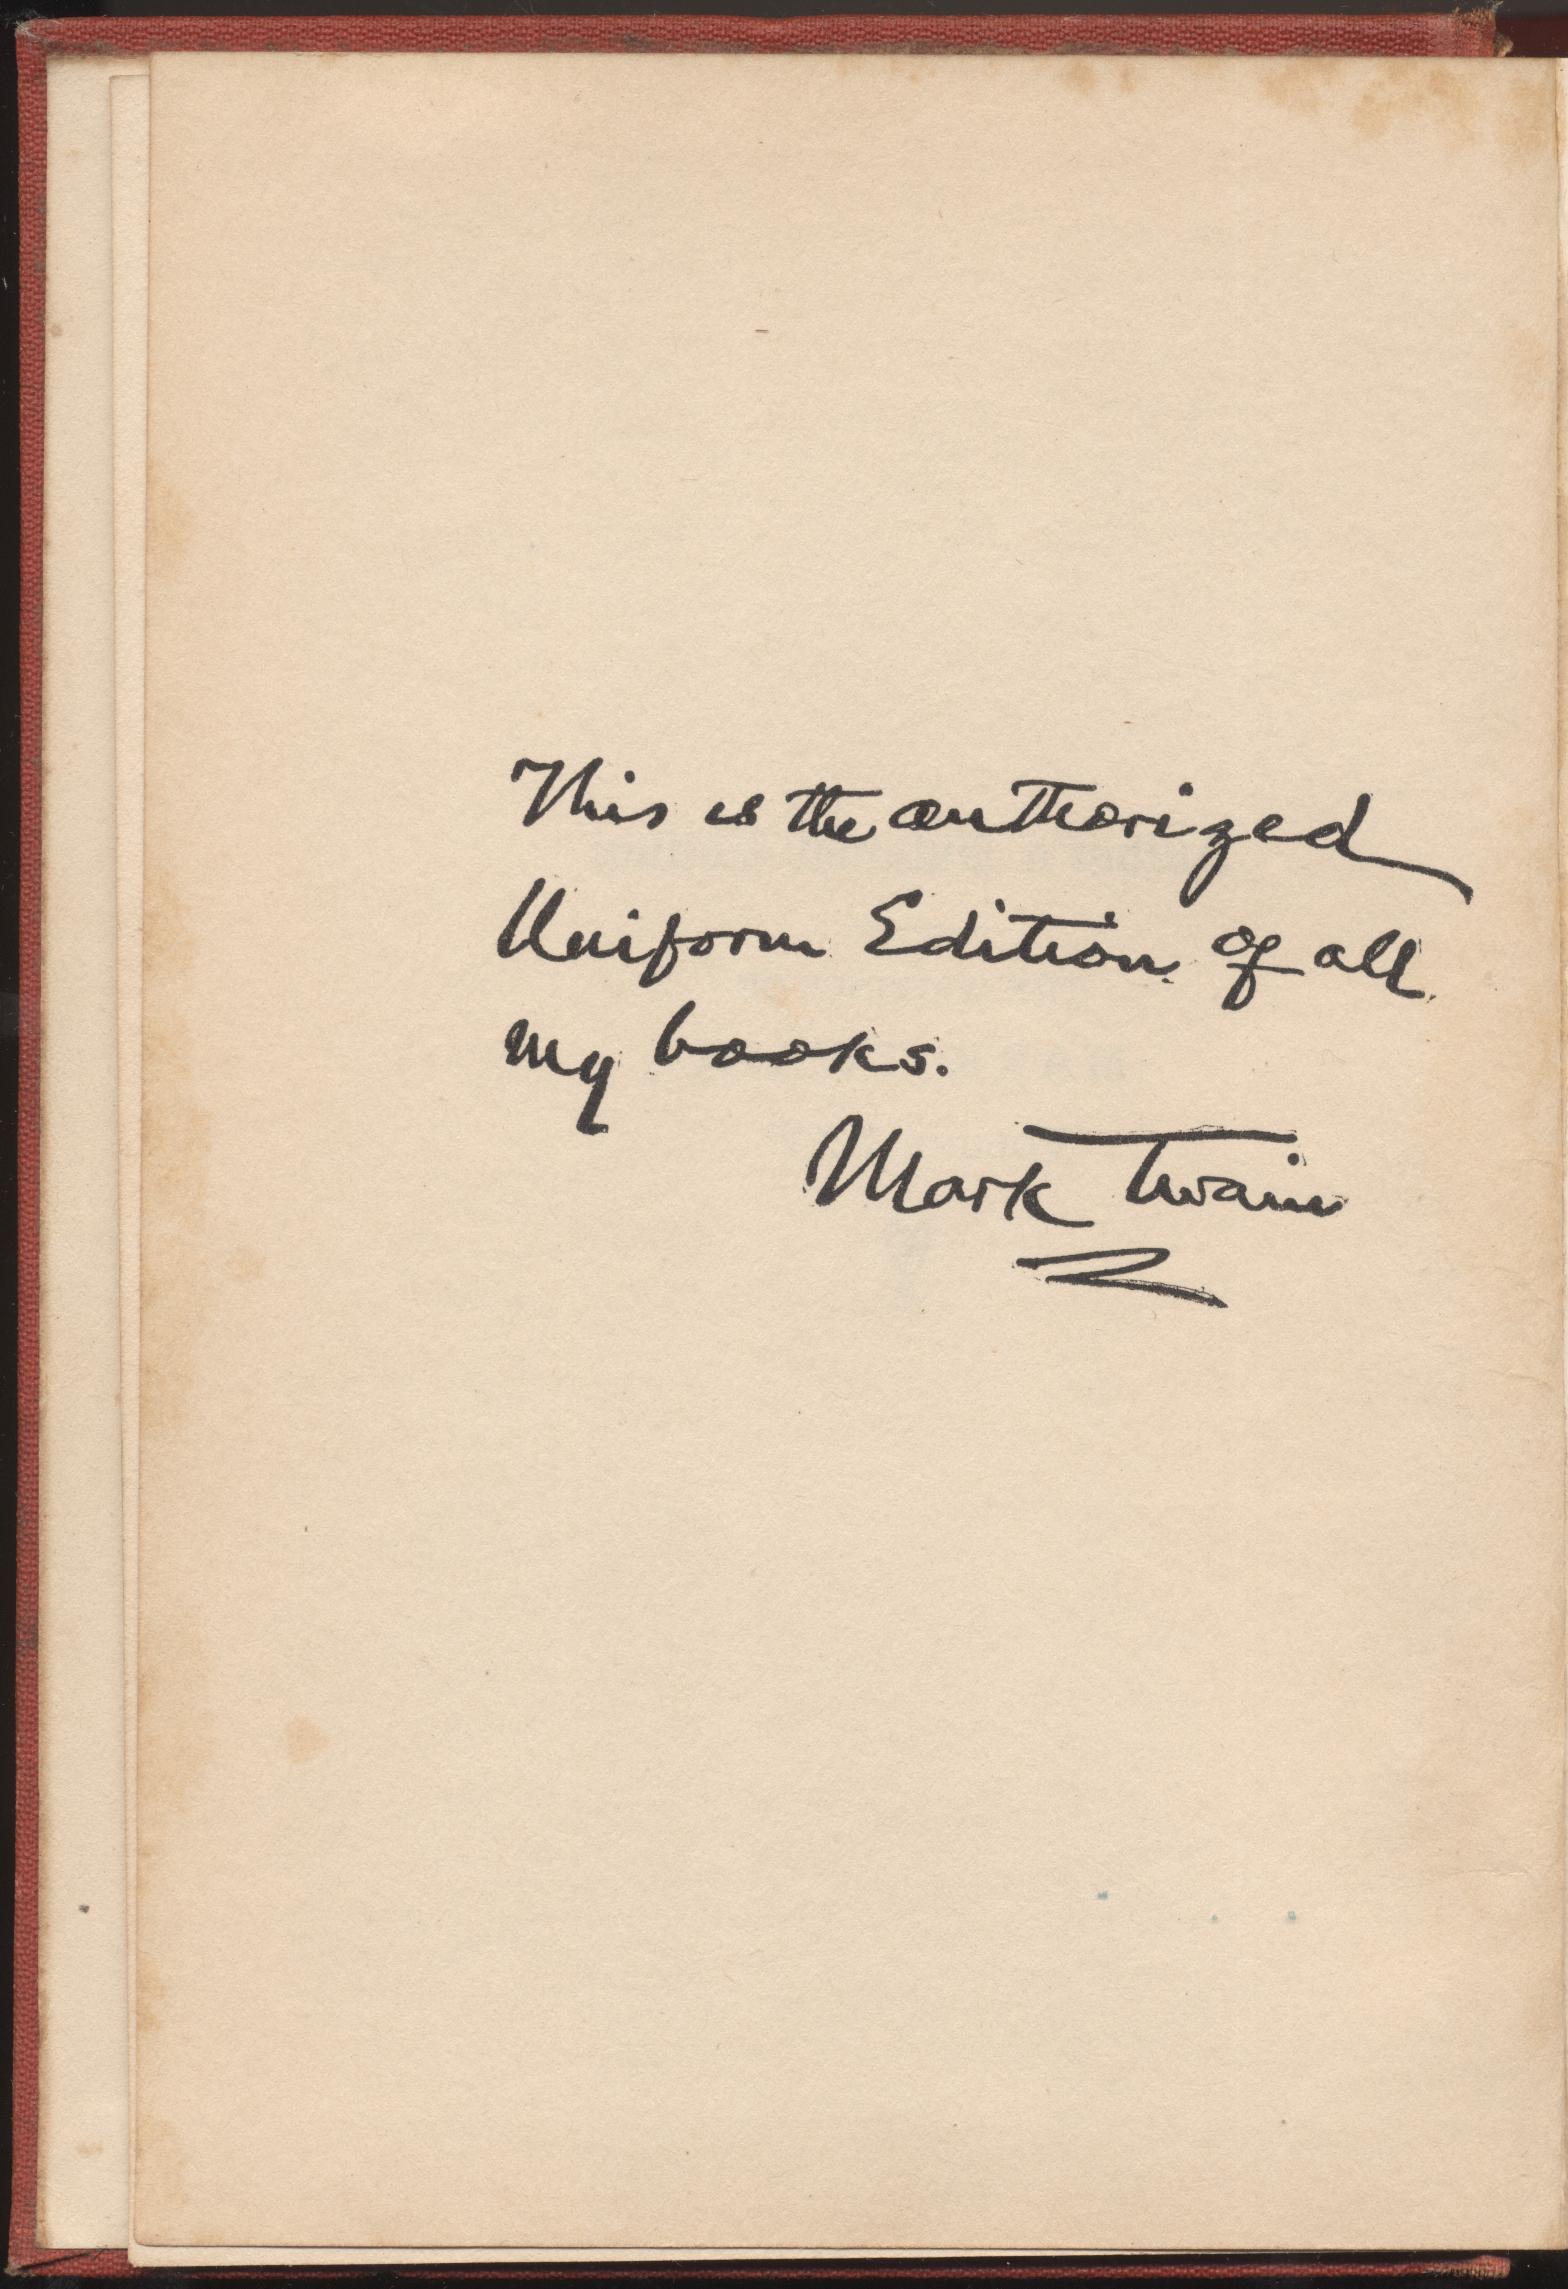 This is the authorized
Uniform Edition of all
my books.
Mark Twain